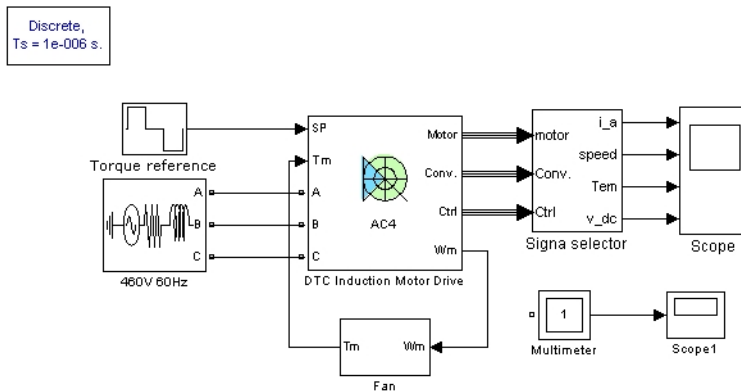 Discrete,
Ts = 1e-006 s.
Torque reference
SP
Tm
A
B
C
Motor
Conv.
Ctrl
Wm
AC4
DTC Induction Motor Drive
A
B
C
460V 60Hz
motor
Conv.
Ctrl
i_a
speed
Tem
v_dc
Signa selector
Scope
Tm
Wm
Fan
1
Multimeter
Scope1